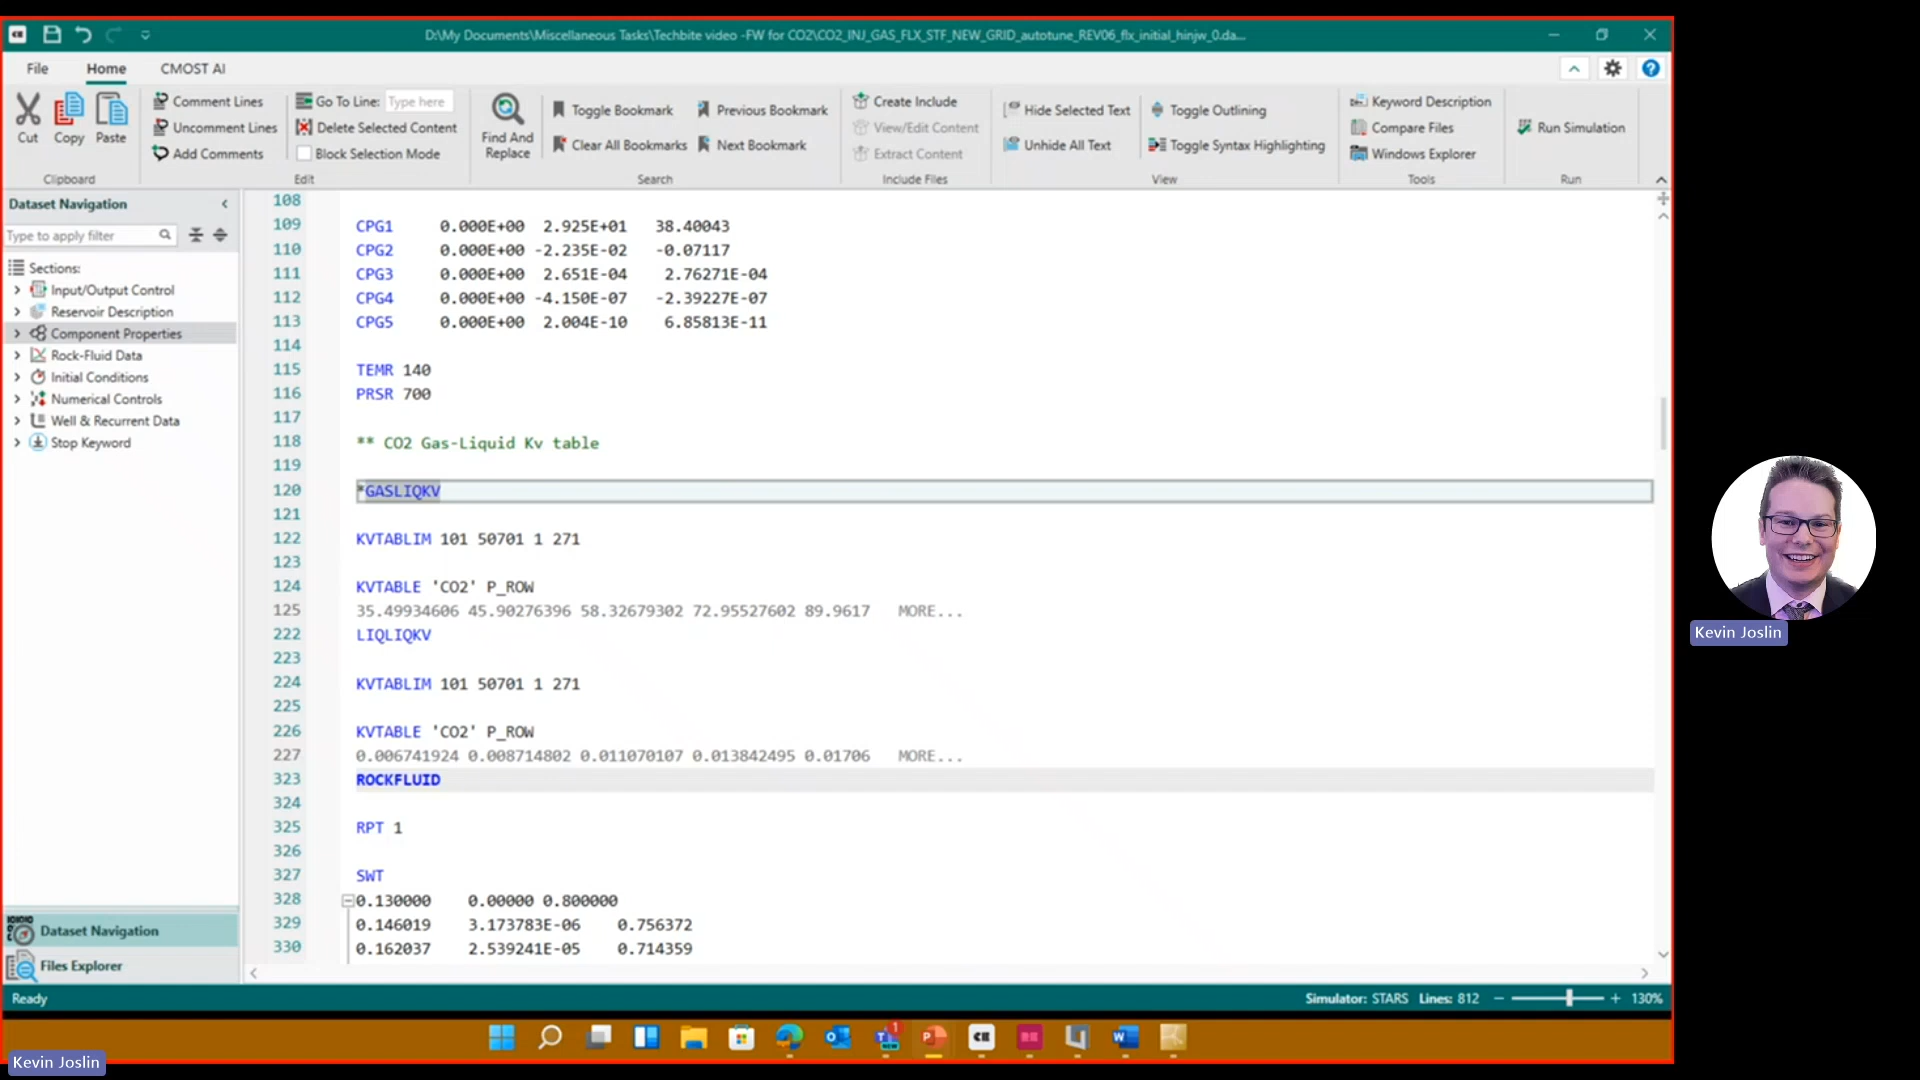 D:\My Documents\Miscellaneous Tasks\Techbite video -FW for CO2\CO2_INJ_GAS_FLX_STF_NEW_GRID_autotune_REV06_flx_initial_hinjw_0.da...
File
Home
CMOST AI
Cut
Copy
Paste
Clipboard
Comment Lines
Uncomment Lines
Add Comments
Go To Line:
Type here
Delete Selected Content
Block Selection Mode
Edit
Find And
Replace
Toggle Bookmark
Clear All Bookmarks
Previous Bookmark
Next Bookmark
Search
Create Include
View/Edit Content
Extract Content
Include Files
Hide Selected Text
Unhide All Text
Toggle Outlining
Toggle Syntax Highlighting
View
Keyword Description
Compare Files
Windows Explorer
Tools
Run Simulation
Run
Dataset Navigation
Type to apply filter
Sections:
Input/Output Control
Reservoir Description
Component Properties
Rock-Fluid Data
Initial Conditions
Numerical Controls
Well & Recurrent Data
Stop Keyword
Dataset Navigation
Files Explorer
108
109 CPG1 0.000E+00 2.925E+01 38.40043
110 CPG2 0.000E+00 -2.235E-02 -0.07117
111 CPG3 0.000E+00 2.651E-04 2.76271E-04
112 CPG4 0.000E+00 -4.150E-07 -2.39227E-07
113 CPG5 0.000E+00 2.004E-10 6.85813E-11
114
115 TEMR 140
116 PRSR 700
117
118 ** CO2 Gas-Liquid Kv table
119
120 *GASLIQKV
121
122 KVTABLIM 101 50701 1 271
123
124 KVTABLE 'CO2' P_ROW
125 35.49934606 45.90276396 58.32679302 72.95527602 89.9617 MORE...
222 LIQLIQKV
223
224 KVTABLIM 101 50701 1 271
225
226 KVTABLE 'CO2' P_ROW
227 0.006741924 0.008714802 0.011070107 0.013842495 0.01706 MORE...
323 ROCKFLUID
324
325 RPT 1
326
327 SWT
328 0.130000 0.00000 0.800000
329 0.146019 3.173783E-06 0.756372
330 0.162037 2.539241E-05 0.714359
Ready
Simulator: STARS Lines: 812
130%
Kevin Joslin
Kevin Joslin